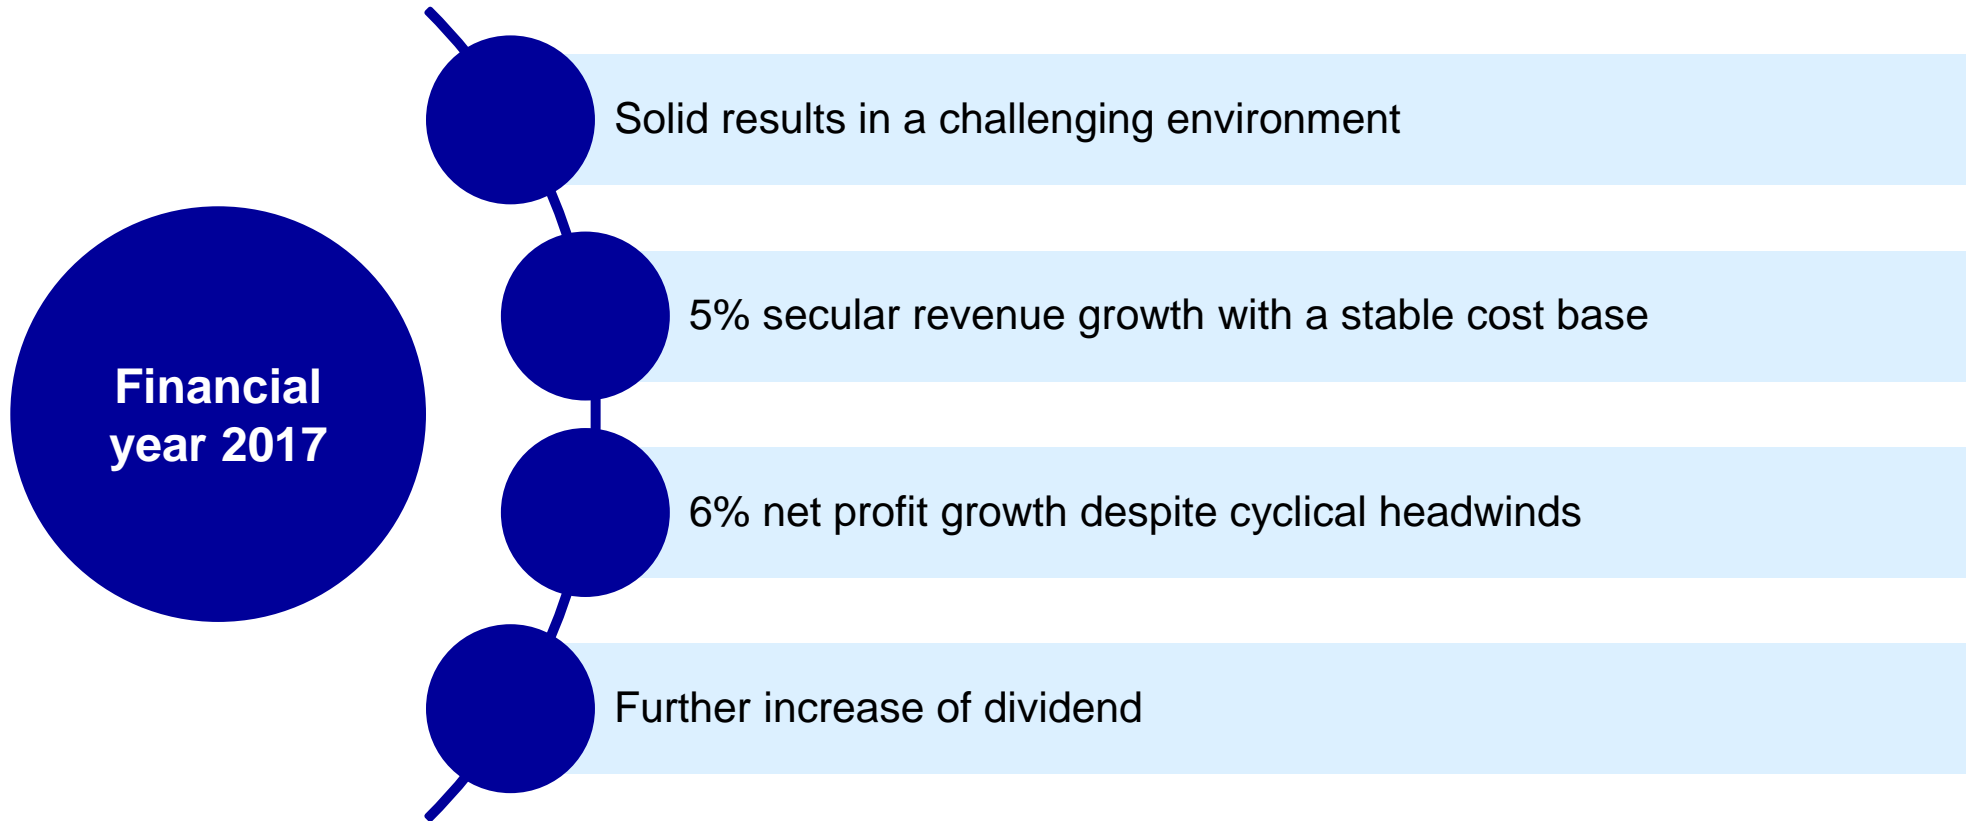 Financial
year 2017
Solid results in a challenging environment
5% secular revenue growth with a stable cost base
6% net profit growth despite cyclical headwinds
Further increase of dividend